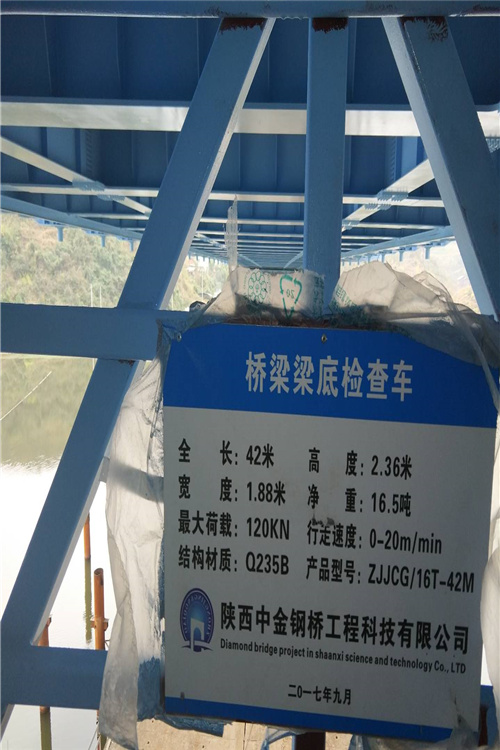 桥梁梁底检查车
全 长：42米 高 度：2.36米
宽 度：1.88米 净 重：16.5吨
最大荷载：120KN 行走速度：0-20m/min
结构材质：Q235B 产品型号：ZJJCG/16T-42M
陕西中金钢桥工程科技有限公司
Diamond bridge project in shaanxi science and technology Co., LTD
二〇一七年九月